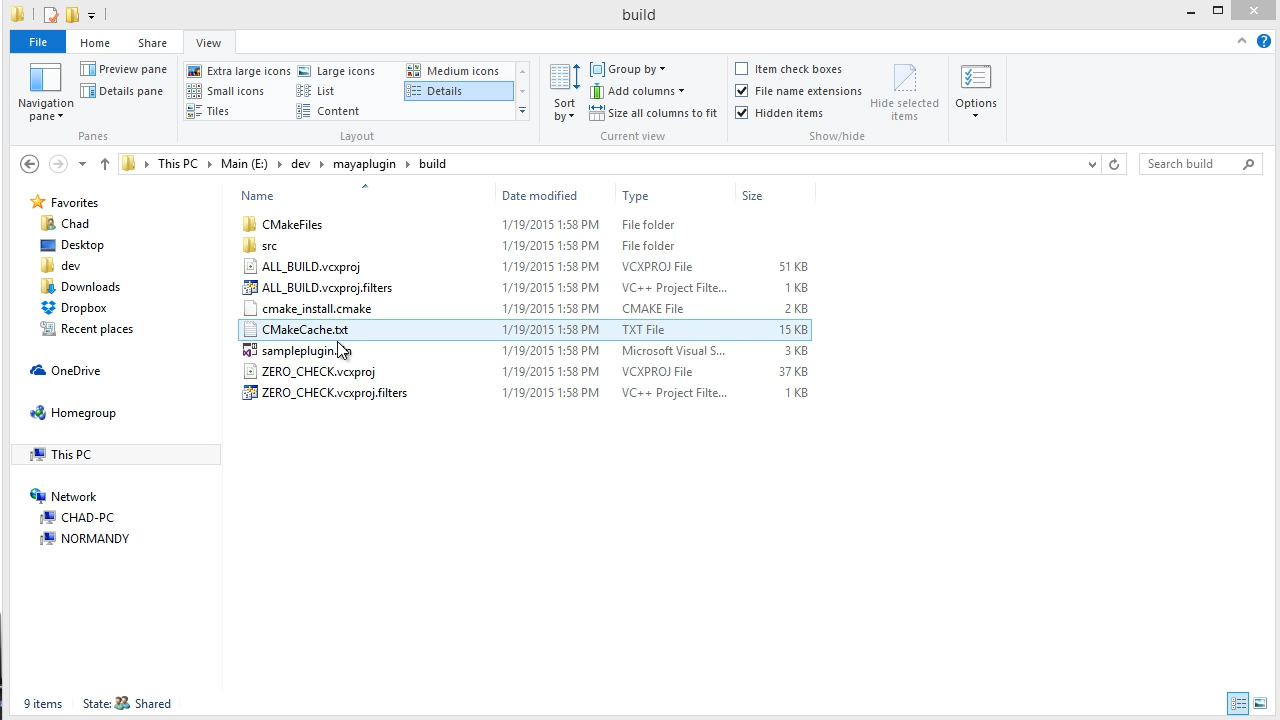 build
File Home Share View
Navigation pane
Preview pane
Details pane
Panes
Extra large icons Large icons Medium icons
Small icons List Details
Tiles Content
Layout
Sort by
Group by
Add columns
Size all columns to fit
Current view
Item check boxes
File name extensions
Hidden items
Hide selected items
Show/hide
Options
This PC Main (E:) dev mayaplugin build
Search build
Name Date modified Type Size
CMakeFiles 1/19/2015 1:58 PM File folder
src 1/19/2015 1:58 PM File folder
ALL_BUILD.vcxproj 1/19/2015 1:58 PM VCXPROJ File 51 KB
ALL_BUILD.vcxproj.filters 1/19/2015 1:58 PM VC++ Project Filte... 1 KB
cmake_install.cmake 1/19/2015 1:58 PM CMAKE File 2 KB
CMakeCache.txt 1/19/2015 1:58 PM TXT File 15 KB
1/19/2015 1:58 PM Microsoft Visual S... 3 KB
ZERO_CHECK.vcxproj 1/19/2015 1:58 PM VCXPROJ File 37 KB
ZERO_CHECK.vcxproj.filters 1/19/2015 1:58 PM VC++ Project Filte... 1 KB
Favorites
Chad
Desktop
dev
Downloads
Dropbox
Recent places
OneDrive
Homegroup
This PC
Network
CHAD-PC
NORMANDY
9 items State: Shared